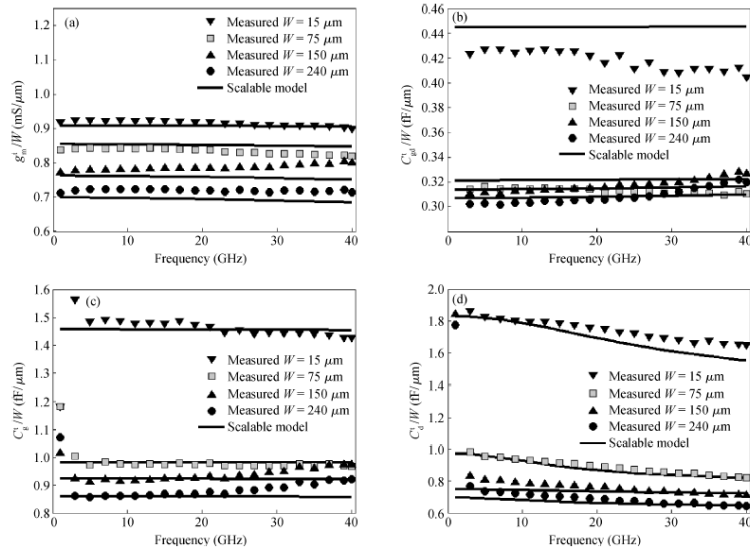 (a)
Measured W = 15 μm
Measured W = 75 μm
Measured W = 150 μm
Measured W = 240 μm
Scalable model
1.2
1.1
1.0
0.9
0.8
0.7
0.6
g_m^i/W (mS/μm)
0 10 20 30 40
Frequency (GHz)
(b)
0.46
0.44
0.40
0.36
0.32
0.30
C_gd^i/W (fF/μm)
Measured W = 15 μm
Measured W = 75 μm
Measured W = 150 μm
Measured W = 240 μm
Scalable model
0 10 20 30 40
Frequency (GHz)
(c)
1.6
1.5
1.4
1.3
1.2
1.1
1.0
0.9
0.8
C_g^i/W (fF/μm)
Measured W = 15 μm
Measured W = 75 μm
Measured W = 150 μm
Measured W = 240 μm
Scalable model
0 10 20 30 40
Frequency (GHz)
(d)
2.0
1.8
1.6
1.4
1.2
1.0
0.8
0.6
C_d^i/W (fF/μm)
Measured W = 15 μm
Measured W = 75 μm
Measured W = 150 μm
Measured W = 240 μm
Scalable model
0 10 20 30 40
Frequency (GHz)